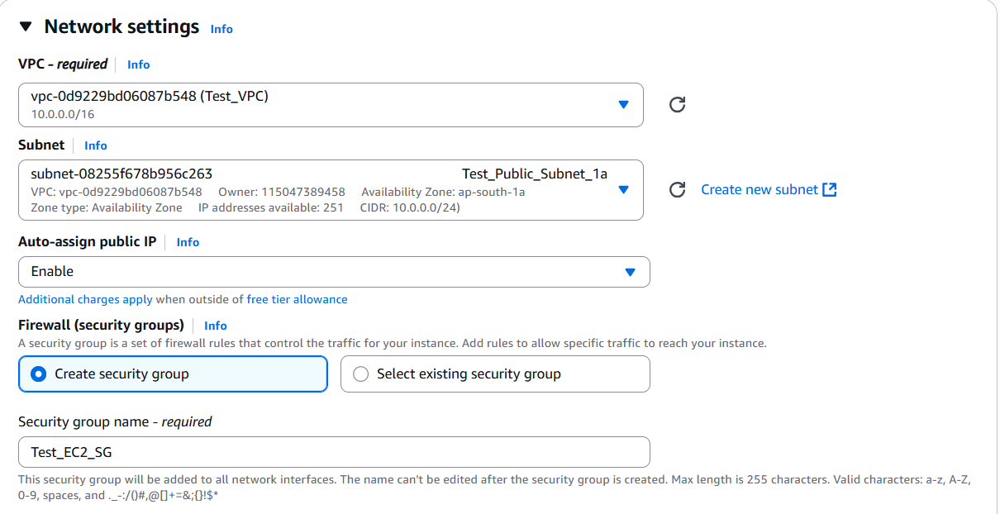 Network settings Info
VPC - required Info
vpc-0d9229bd06087b548 (Test_VPC)
10.0.0.0/16
Subnet Info
subnet-08255f678b956c263 Test_Public_Subnet_1a
VPC: vpc-0d9229bd06087b548 Owner: 115047389458 Availability Zone: ap-south-1a
Zone type: Availability Zone IP addresses available: 251 CIDR: 10.0.0.0/24)
Create new subnet
Auto-assign public IP Info
Enable
Additional charges apply when outside of free tier allowance
Firewall (security groups) Info
A security group is a set of firewall rules that control the traffic for your instance. Add rules to allow specific traffic to reach your instance.
Create security group Select existing security group
Security group name - required
Test_EC2_SG
This security group will be added to all network interfaces. The name can't be edited after the security group is created. Max length is 255 characters. Valid characters: a-z, A-Z,
0-9, spaces, and ._-:/()#,@[]+=&;{}!$*